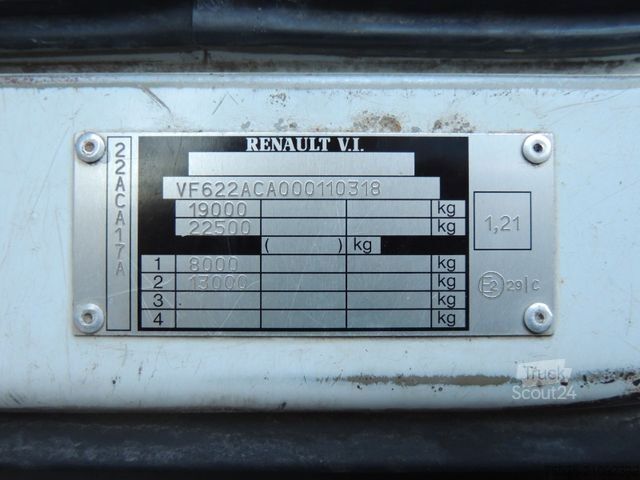 RENAULT V.I.
22ACA17A
VF622ACA000110318
19000 kg
22500 kg
( ) kg
1 8000 kg
2 13000 kg
3 kg
4 kg
1,21
E2 29IC
Truck
Scout24